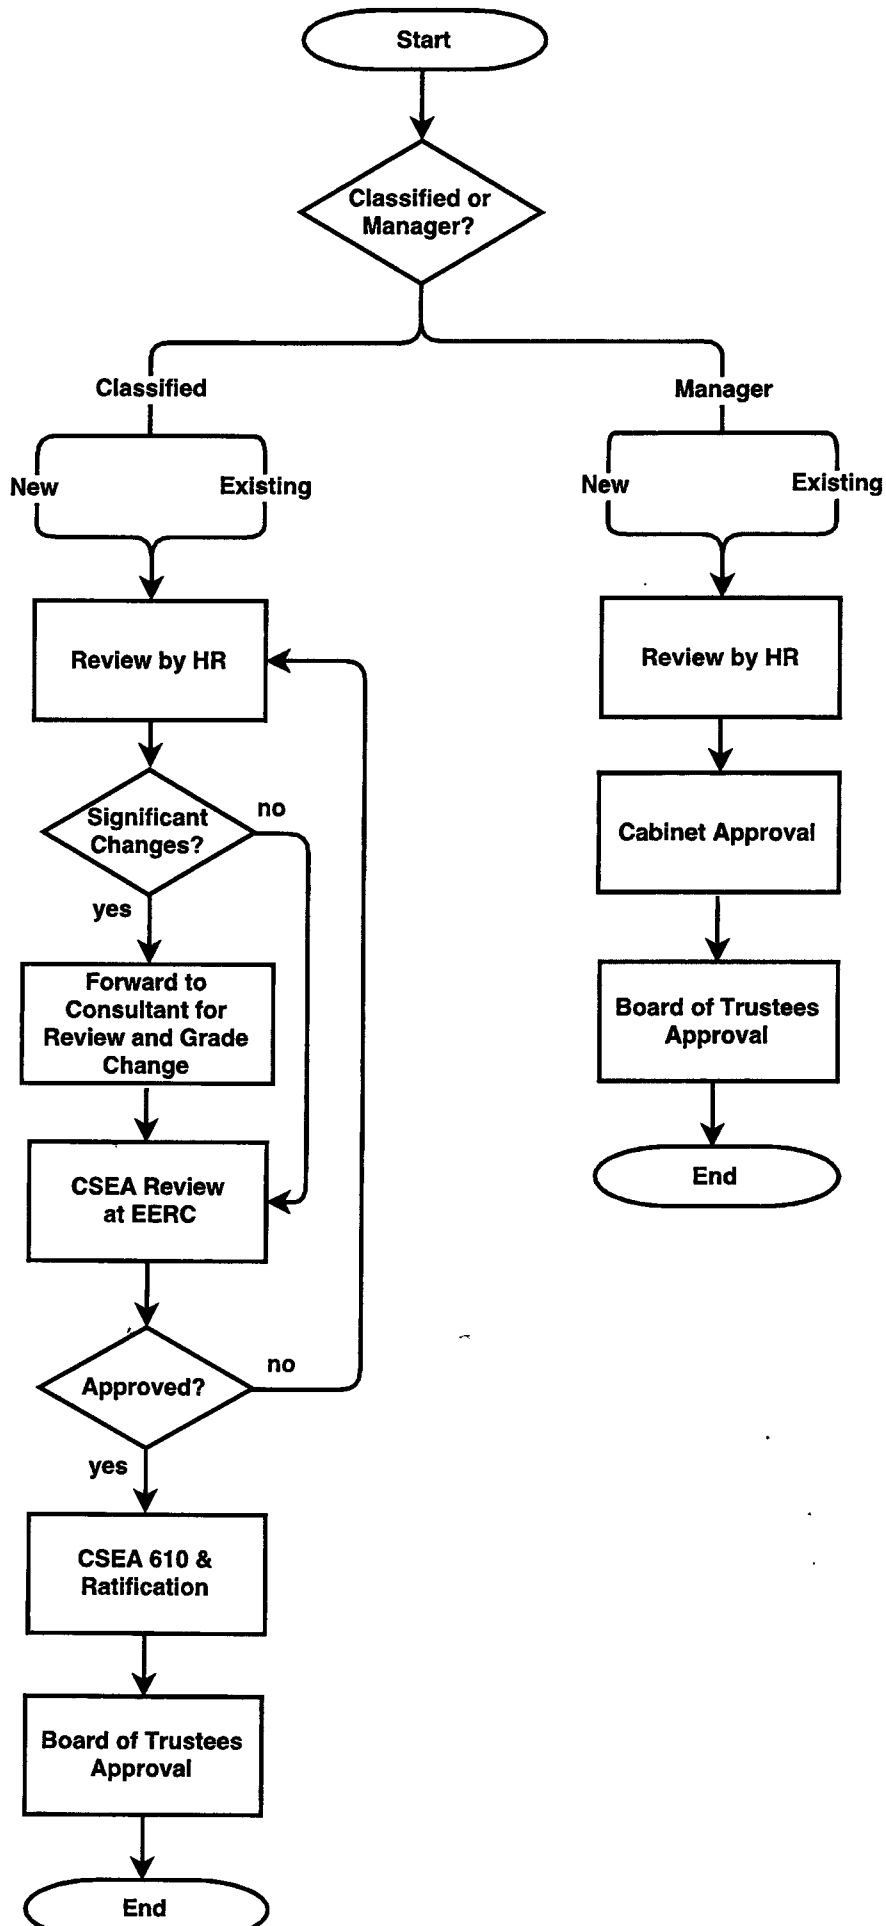 Start
Classified or
Manager?
Classified
New
Existing
Review by HR
Significant
Changes?
no
yes
Forward to
Consultant for
Review and Grade
Change
CSEA Review
at EERC
Approved?
no
yes
CSEA 610 &
Ratification
Board of Trustees
Approval
End
Manager
New
Existing
Review by HR
Cabinet Approval
Board of Trustees
Approval
End